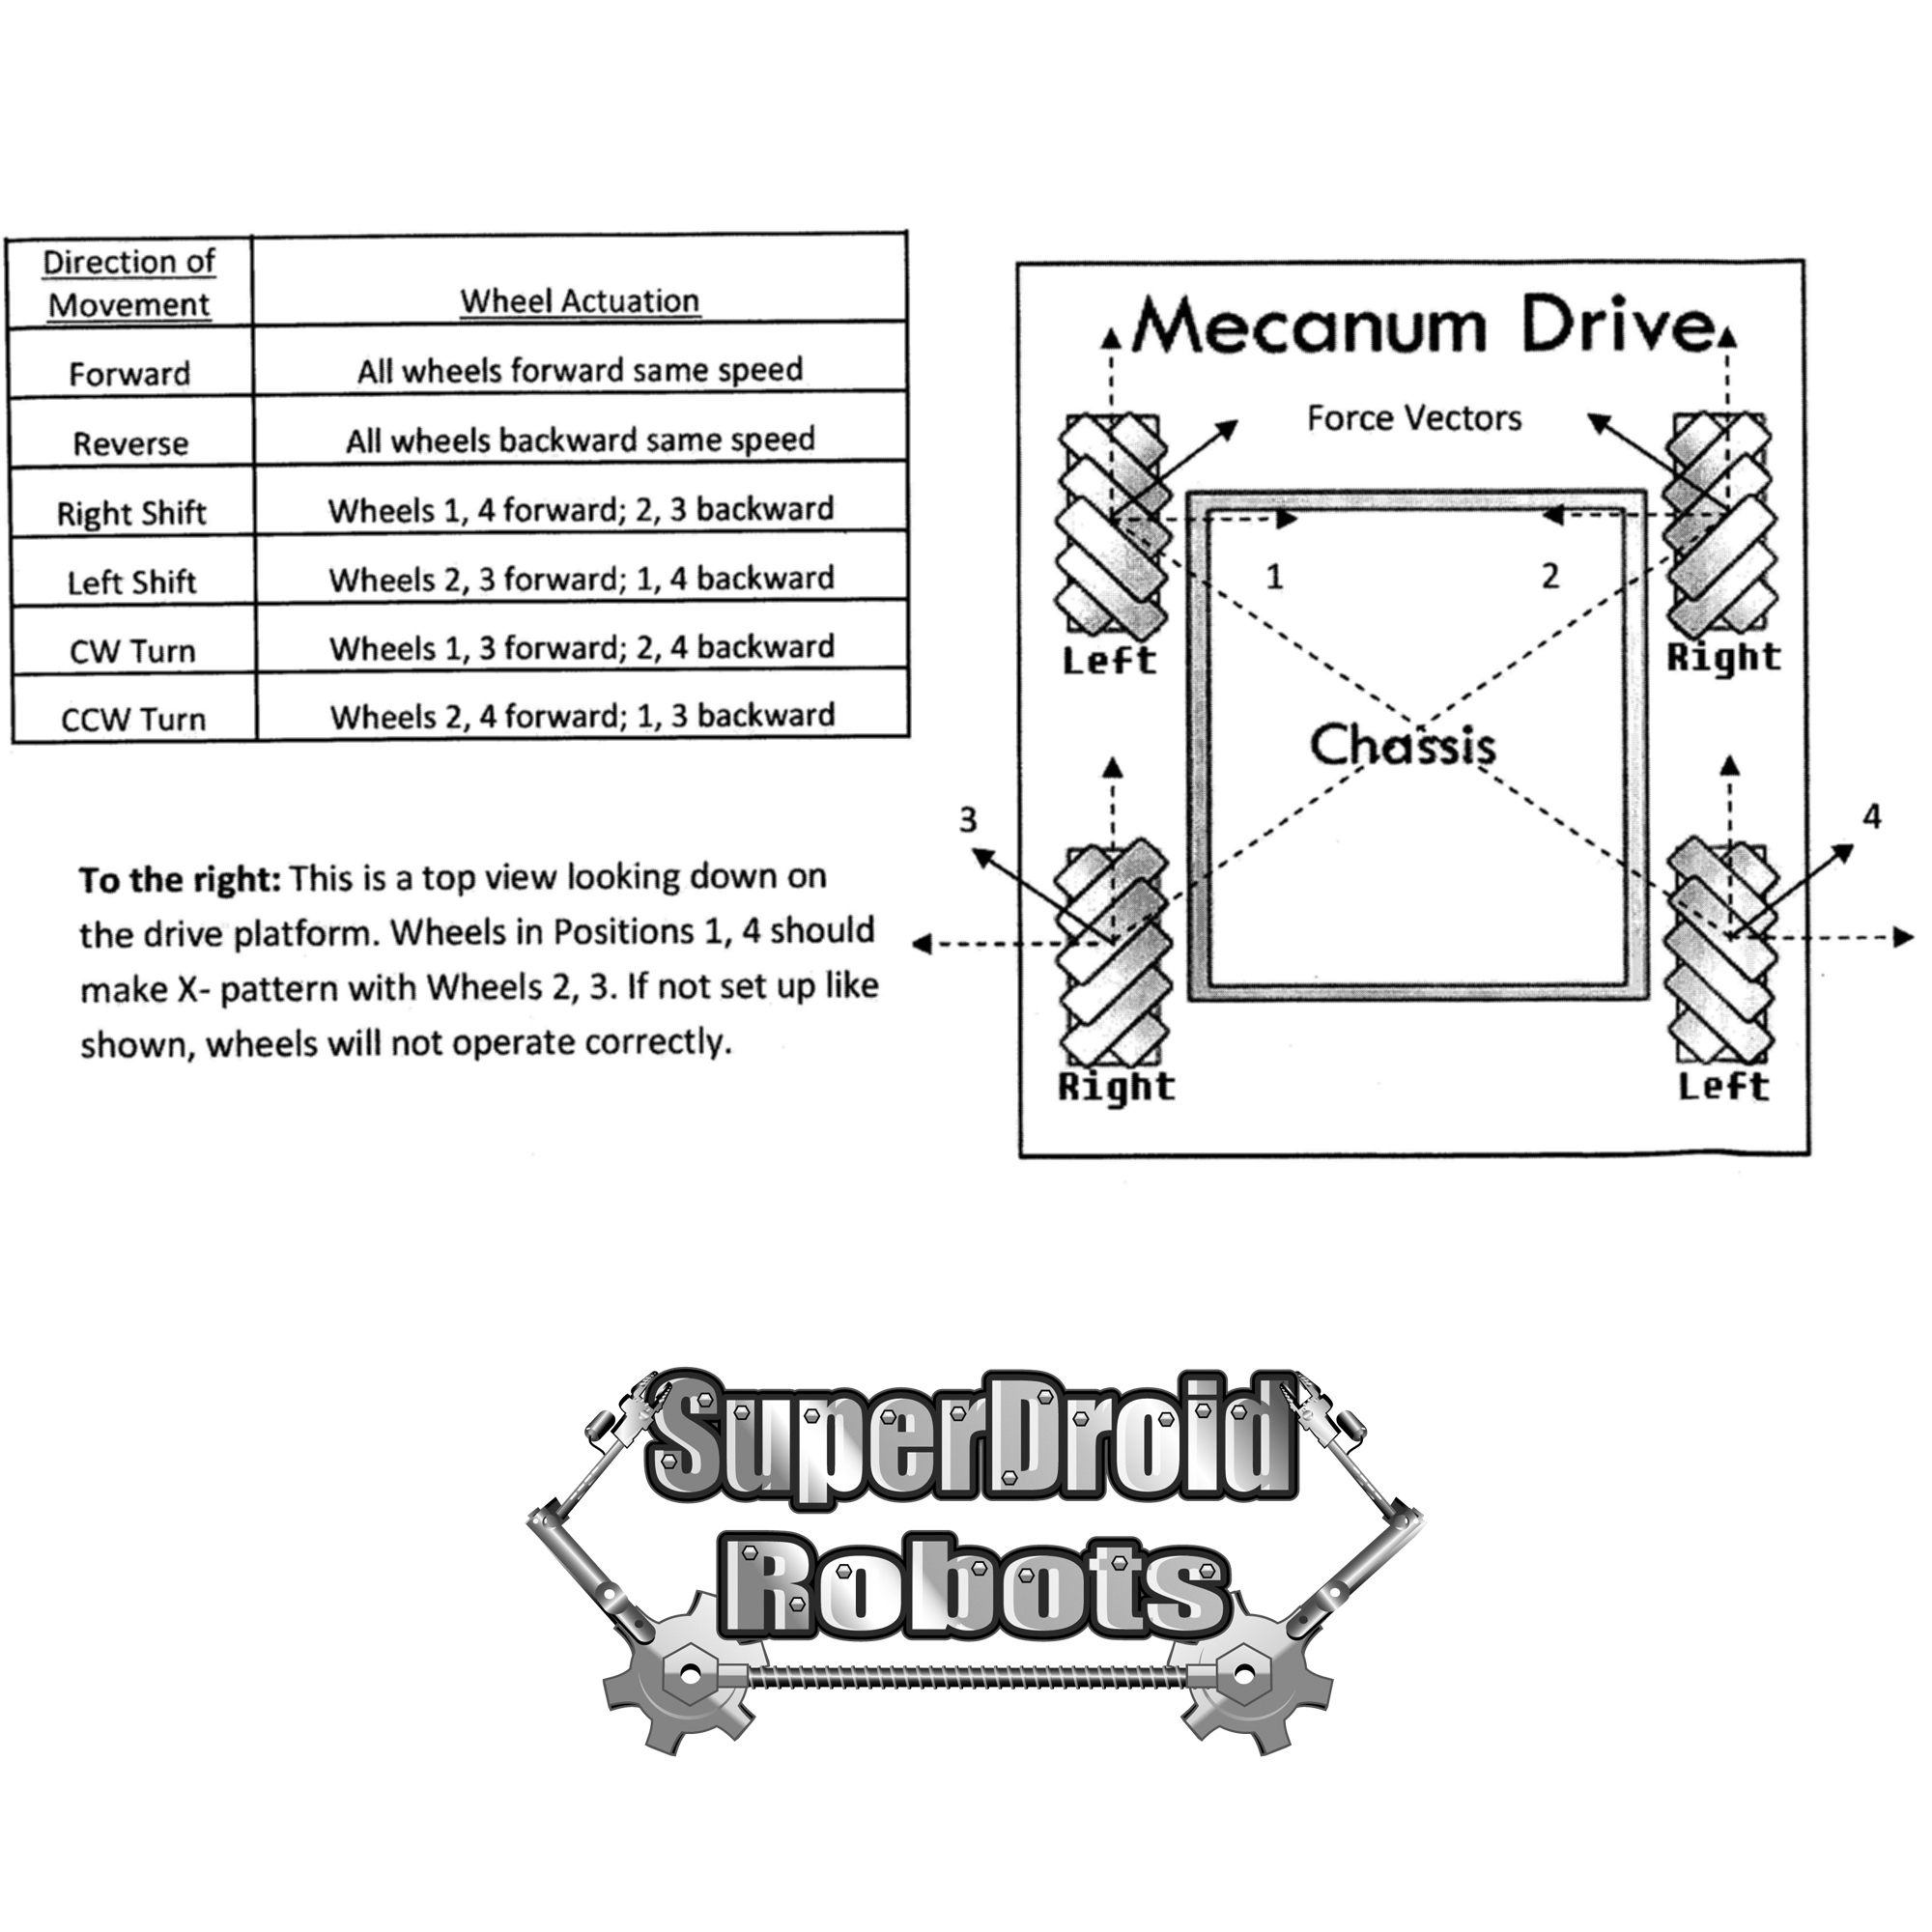 Direction of
Movement
Wheel Actuation
Forward
All wheels forward same speed
Reverse
All wheels backward same speed
Right Shift
Wheels 1, 4 forward; 2, 3 backward
Left Shift
Wheels 2, 3 forward; 1, 4 backward
CW Turn
Wheels 1, 3 forward; 2, 4 backward
CCW Turn
Wheels 2, 4 forward; 1, 3 backward
To the right: This is a top view looking down on
the drive platform. Wheels in Positions 1, 4 should
make X- pattern with Wheels 2, 3. If not set up like
shown, wheels will not operate correctly.
Mecanum Drive
Force Vectors
1
2
Left
Right
Chassis
3
4
Right
Left
SuperDroid
Robots